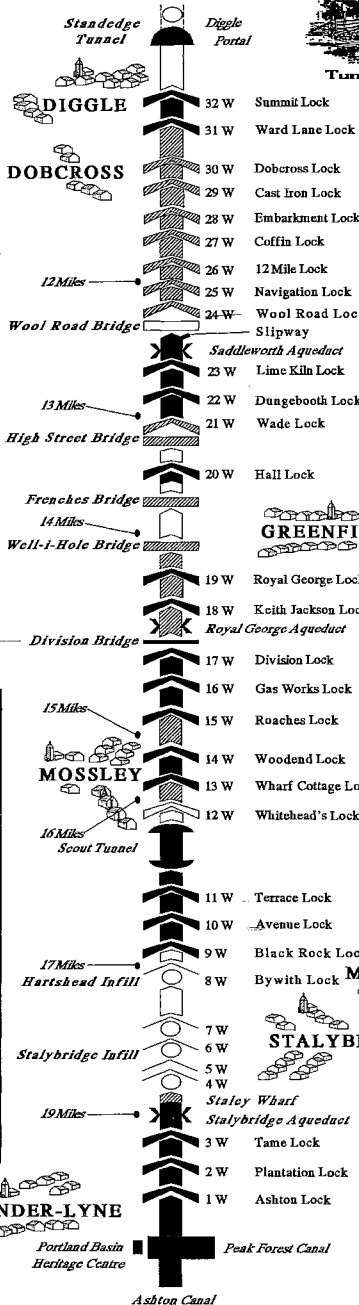 Standedge Tunnel
Diggle Portal
Tun
DIGGLE
32 W Summit Lock
31 W Ward Lane Lock
DOBCROSS
30 W Dobcross Lock
29 W Cast Iron Lock
28 W Embarkment Lock
27 W Coffin Lock
26 W 12 Mile Lock
12 Miles
25 W Navigation Lock
24 W Wool Road Loc
Wool Road Bridge
Slipway
Saddleworth Aqueduct
23 W Lime Kiln Lock
22 W Dungebooth Lock
13 Miles
21 W Wade Lock
High Street Bridge
20 W Hall Lock
Frenches Bridge
14 Miles
GREENFI
Well-i-Hole Bridge
19 W Royal George Lock
18 W Keith Jackson Loc
Royal George Aqueduct
Division Bridge
17 W Division Lock
16 W Gas Works Lock
15 Miles
15 W Roaches Lock
14 W Woodend Lock
MOSSLEY
13 W Wharf Cottage Lo
12 W Whitehead's Lock
16 Miles
Scout Tunnel
11 W Terrace Lock
10 W Avenue Lock
9 W Black Rock Loc
17 Miles
Hartshead Infill
8 W Bywith Lock M
7 W
6 W
STALYB
Stalybridge Infill
5 W
4 W
Staley Wharf
19 Miles
Stalybridge Aqueduct
3 W Tame Lock
2 W Plantation Lock
1 W Ashton Lock
NDER-LYNE
Portland Basin Heritage Centre
Peak Forest Canal
Ashton Canal